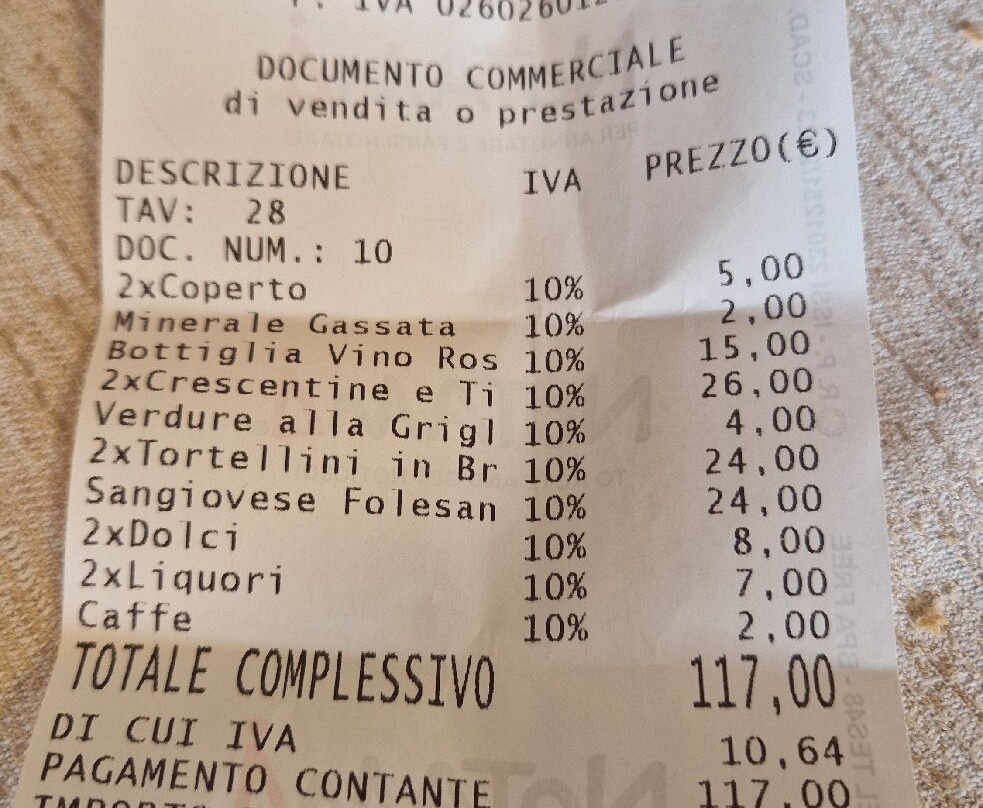 P. IVA 02602601
DOCUMENTO COMMERCIALE
di vendita o prestazione
DESCRIZIONE IVA PREZZO(€)
TAV: 28
DOC. NUM.: 10
2xCoperto 10% 5,00
Minerale Gassata 10% 2,00
Bottiglia Vino Ros 10% 15,00
2xCrescentine e Ti 10% 26,00
Verdure alla Grigl 10% 4,00
2xTortellini in Br 10% 24,00
Sangiovese Folesan 10% 24,00
2xDolci 10% 8,00
2xLiquori 10% 7,00
Caffe 10% 2,00
TOTALE COMPLESSIVO 117,00
DI CUI IVA 10,64
PAGAMENTO CONTANTE 117,00